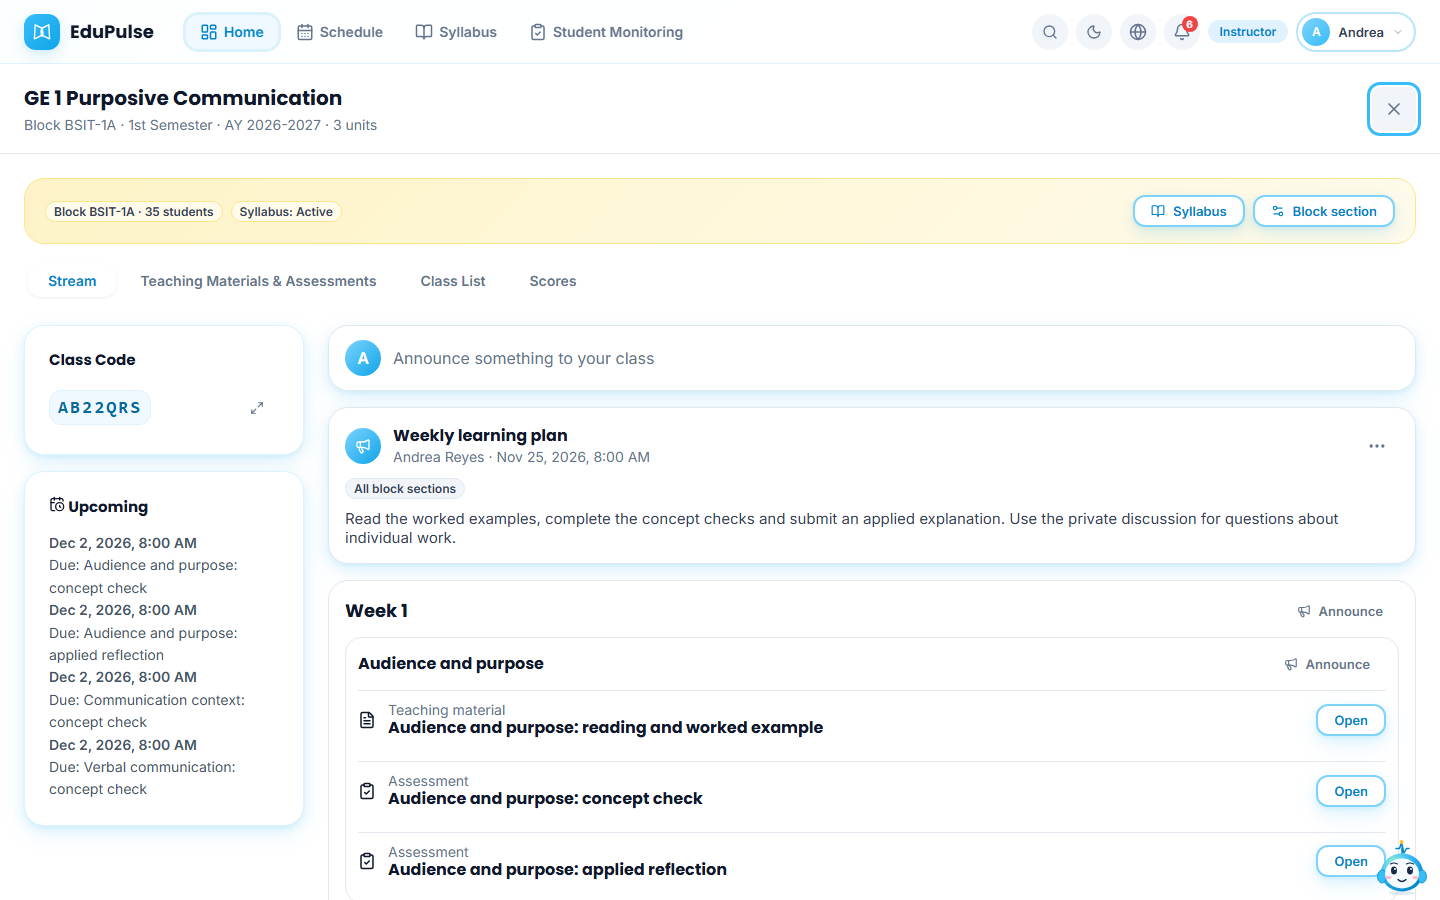 EduPulse
Home
Schedule
Syllabus
Student Monitoring
6
Instructor
A
Andrea
GE 1 Purposive Communication
Block BSIT-1A · 1st Semester · AY 2026-2027 · 3 units
Block BSIT-1A · 35 students
Syllabus: Active
Syllabus
Block section
Stream
Teaching Materials & Assessments
Class List
Scores
Class Code
AB22QRS
Upcoming
Dec 2, 2026, 8:00 AM
Due: Audience and purpose:
concept check
Dec 2, 2026, 8:00 AM
Due: Audience and purpose:
applied reflection
Dec 2, 2026, 8:00 AM
Due: Communication context:
concept check
Dec 2, 2026, 8:00 AM
Due: Verbal communication:
concept check
A
Announce something to your class
Weekly learning plan
Andrea Reyes · Nov 25, 2026, 8:00 AM
All block sections
Read the worked examples, complete the concept checks and submit an applied explanation. Use the private discussion for questions about
individual work.
Week 1
Announce
Audience and purpose
Announce
Teaching material
Audience and purpose: reading and worked example
Open
Assessment
Audience and purpose: concept check
Open
Assessment
Audience and purpose: applied reflection
Open